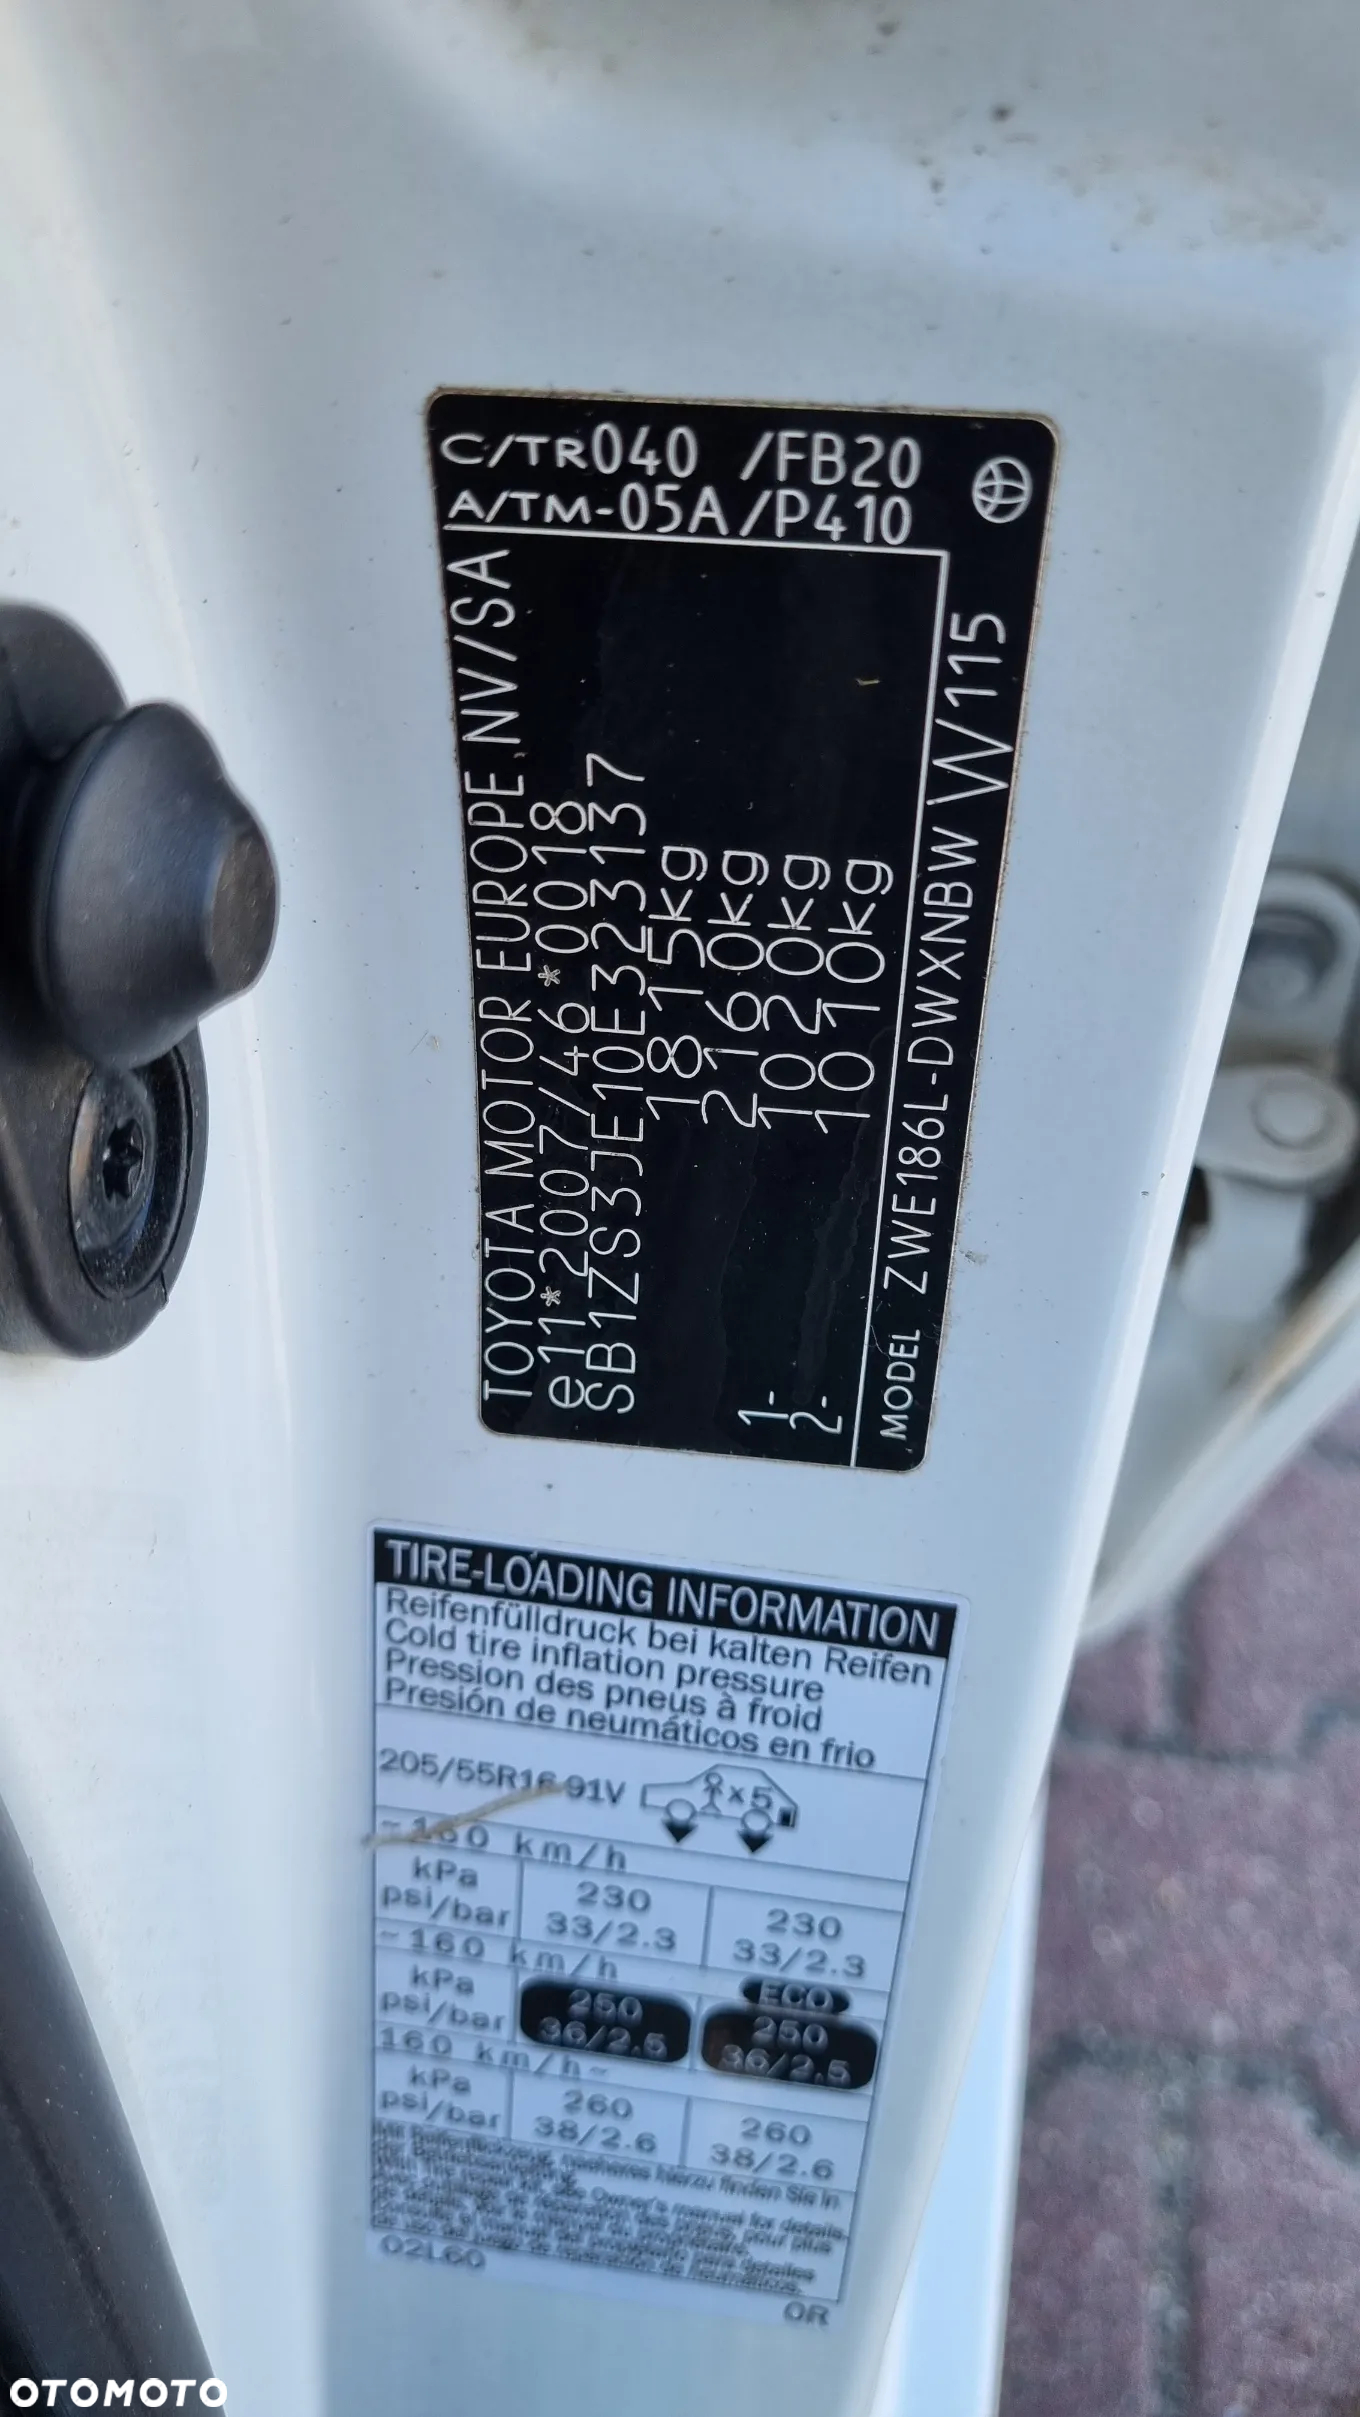 C/TR040 /FB20
A/TM-05A/P410
TOYOTA MOTOR EUROPE NV/SA
e11*2007/46*0018
SB1ZS3JE10E323137
1815kg
2160kg
1- 1020kg
2- 1010kg
MODEL ZWE186L-DWXNBW W115
TIRE-LOADING INFORMATION
Reifenfülldruck bei kalten Reifen
Cold tire inflation pressure
Pression des pneus à froid
Presión de neumáticos en frio
205/55R16 91V x 5
~160 km/h
kPa 230 230
psi/bar 33/2.3 33/2.3
~160 km/h ECO
kPa 250 250
psi/bar 36/2.5 36/2.5
160 km/h~
kPa 260 260
psi/bar 38/2.6 38/2.6
02L60
OR
OTOMOTO